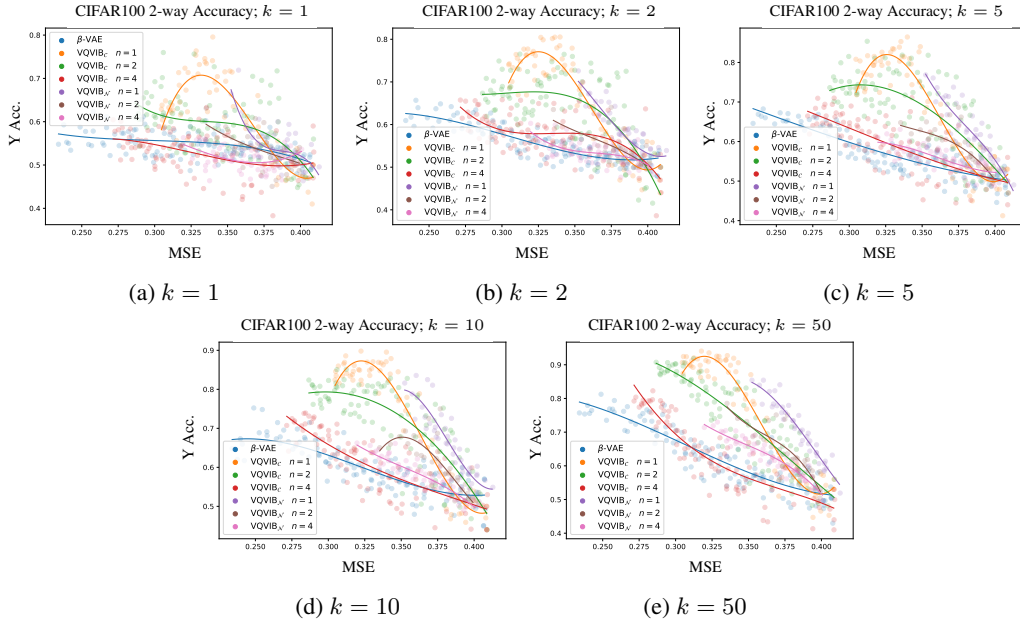 CIFAR100 2-way Accuracy; k = 1
Y Acc.
0.8
0.7
0.6
0.5
0.4
β-VAE
VQVIB_C n = 1
VQVIB_C n = 2
VQVIB_C n = 4
VQVIB_N n = 1
VQVIB_N n = 2
VQVIB_N n = 4
0.250 0.275 0.300 0.325 0.350 0.375 0.400
MSE
(a) k = 1
CIFAR100 2-way Accuracy; k = 2
Y Acc.
0.8
0.7
0.6
0.5
0.4
β-VAE
VQVIB_C n = 1
VQVIB_C n = 2
VQVIB_C n = 4
VQVIB_N n = 1
VQVIB_N n = 2
VQVIB_N n = 4
0.250 0.275 0.300 0.325 0.350 0.375 0.400
MSE
(b) k = 2
CIFAR100 2-way Accuracy; k = 5
Y Acc.
0.9
0.8
0.7
0.6
0.5
0.4
β-VAE
VQVIB_C n = 1
VQVIB_C n = 2
VQVIB_C n = 4
VQVIB_N n = 1
VQVIB_N n = 2
VQVIB_N n = 4
0.250 0.275 0.300 0.325 0.350 0.375 0.400
MSE
(c) k = 5
CIFAR100 2-way Accuracy; k = 10
Y Acc.
0.9
0.8
0.7
0.6
0.5
β-VAE
VQVIB_C n = 1
VQVIB_C n = 2
VQVIB_C n = 4
VQVIB_N n = 1
VQVIB_N n = 2
VQVIB_N n = 4
0.250 0.275 0.300 0.325 0.350 0.375 0.400
MSE
(d) k = 10
CIFAR100 2-way Accuracy; k = 50
Y Acc.
0.9
0.8
0.7
0.6
0.5
0.4
β-VAE
VQVIB_C n = 1
VQVIB_C n = 2
VQVIB_C n = 4
VQVIB_N n = 1
VQVIB_N n = 2
VQVIB_N n = 4
0.250 0.275 0.300 0.325 0.350 0.375 0.400
MSE
(e) k = 50